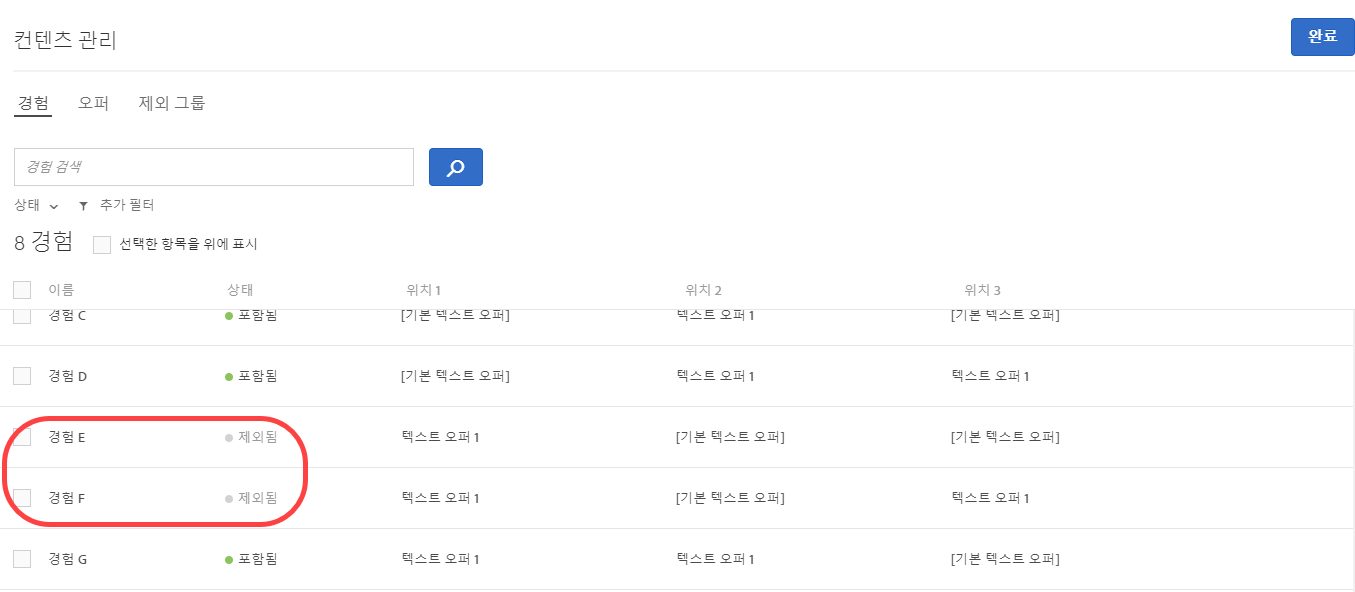 컨텐츠 관리
완료
경험 오퍼 제외 그룹
경험 검색
상태 추가 필터
8 경험 선택한 항목을 위에 표시
이름 상태 위치 1 위치 2 위치 3
경험 C 포함됨 [기본 텍스트 오퍼] 텍스트 오퍼 1 [기본 텍스트 오퍼]
경험 D 포함됨 [기본 텍스트 오퍼] 텍스트 오퍼 1 텍스트 오퍼 1
경험 E 제외됨 텍스트 오퍼 1 [기본 텍스트 오퍼] [기본 텍스트 오퍼]
경험 F 제외됨 텍스트 오퍼 1 [기본 텍스트 오퍼] 텍스트 오퍼 1
경험 G 포함됨 텍스트 오퍼 1 텍스트 오퍼 1 [기본 텍스트 오퍼]